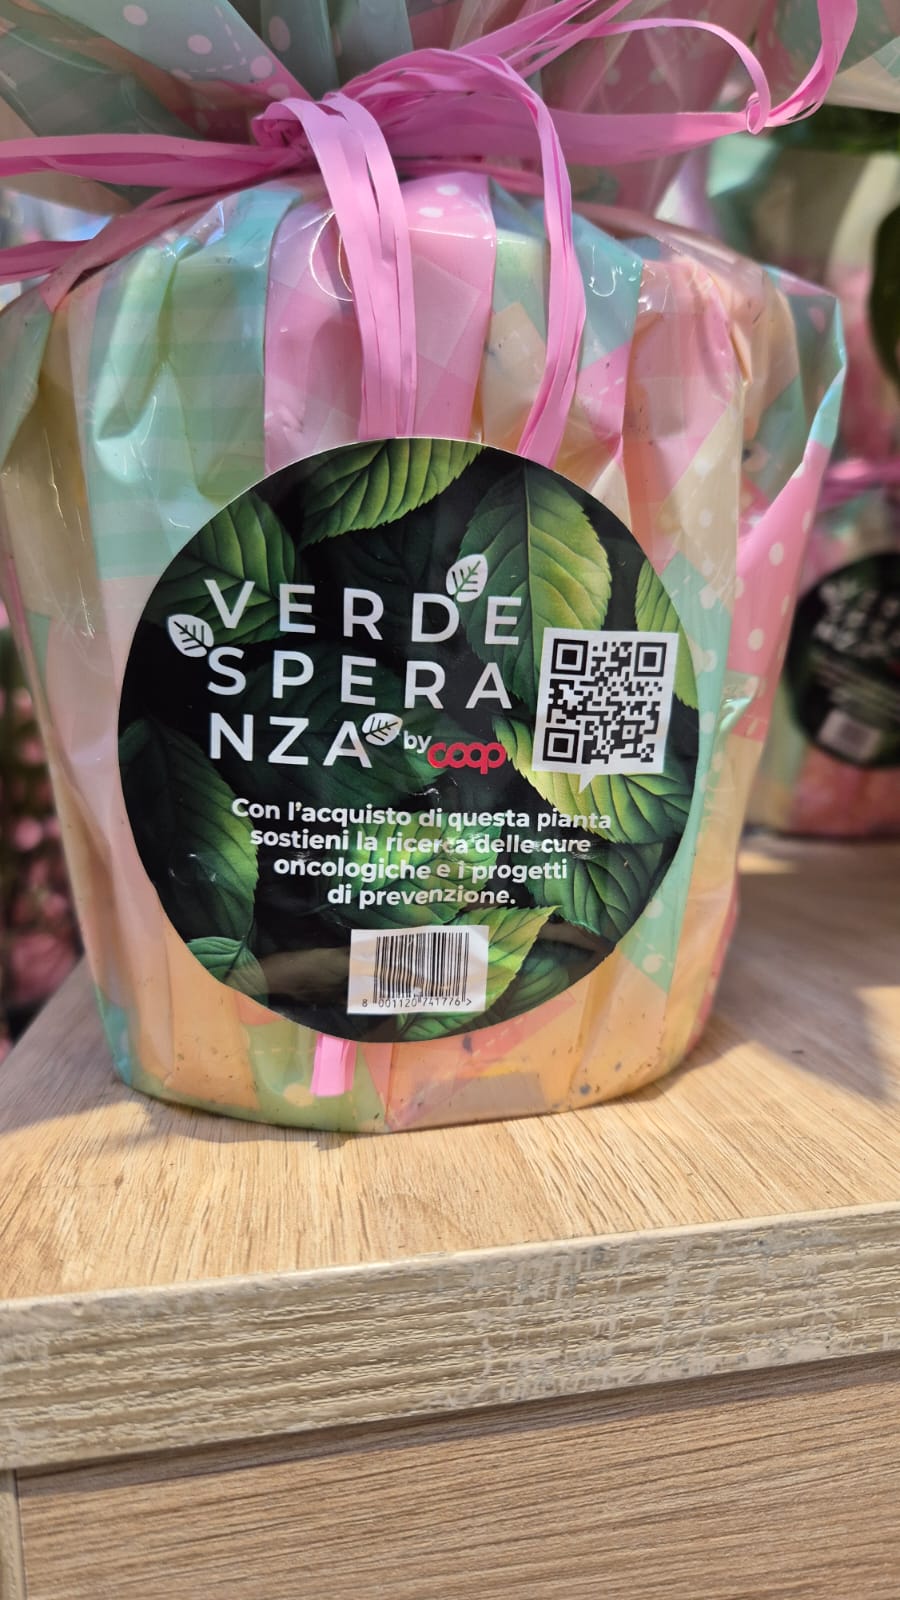 VERDE
SPERA
NZA by coop
Con l'acquisto di questa pianta
sostieni la ricerca delle cure
oncologiche e i progetti
di prevenzione.
8 001120 741776 >